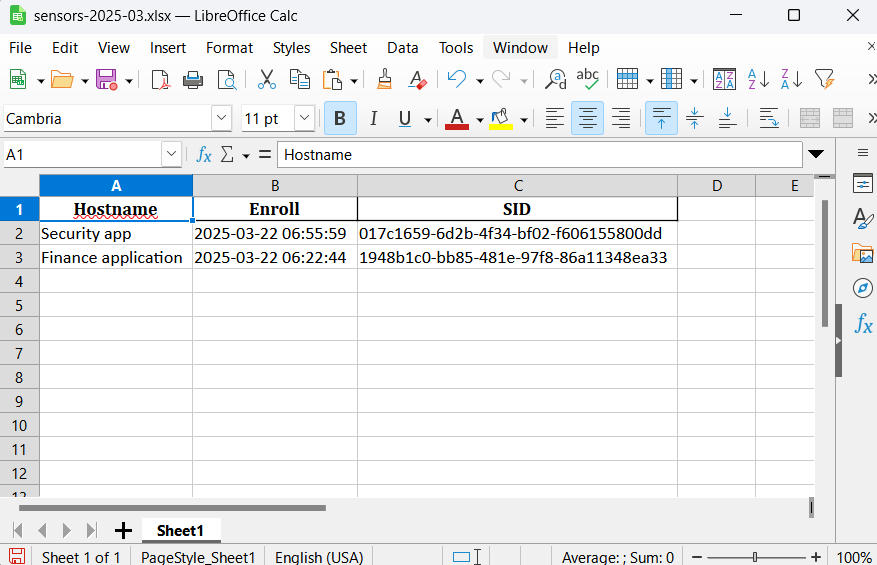 sensors-2025-03.xlsx — LibreOffice Calc
File Edit View Insert Format Styles Sheet Data Tools Window Help
Cambria 11 pt B I U A
A1 fx Σ = Hostname
A B C D E
1 Hostname Enroll SID
2 Security app 2025-03-22 06:55:59 017c1659-6d2b-4f34-bf02-f606155800dd
3 Finance application 2025-03-22 06:22:44 1948b1c0-bb85-481e-97f8-86a11348ea33
4
5
6
7
8
9
10
11
12
Sheet1
Sheet 1 of 1 PageStyle_Sheet1 English (USA) Average: ; Sum: 0 100%